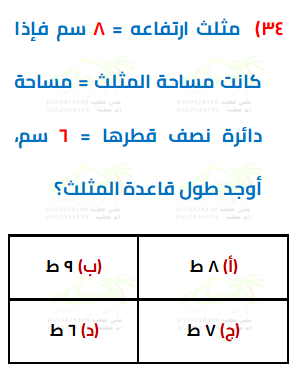 ٣٤) مثلث ارتفاعه = ٨ سم فإذا
كانت مساحة المثلث = مساحة
دائرة نصف قطرها = ٦ سم،
أوجد طول قاعدة المثلث؟
(أ) ٨ ط
(ب) ٩ ط
(ج) ٧ ط
(د) ٦ ط